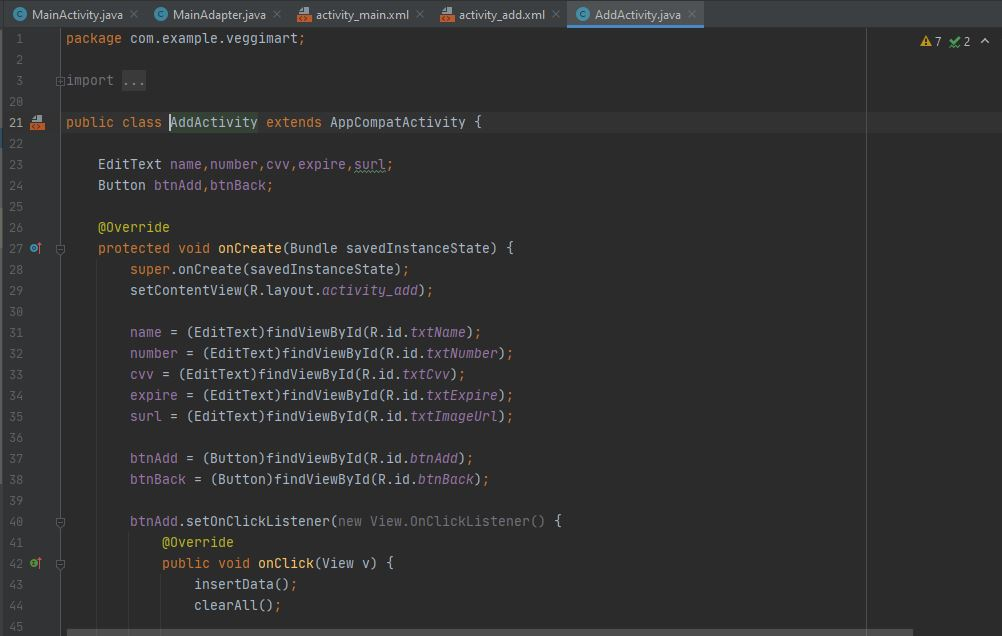 MainActivity.java MainAdapter.java activity_main.xml activity_add.xml AddActivity.java
7 2
1 package com.example.veggimart;
2
3 import ...
20
21 public class AddActivity extends AppCompatActivity {
22
23 EditText name,number,cvv,expire,surl;
24 Button btnAdd,btnBack;
25
26 @Override
27 protected void onCreate(Bundle savedInstanceState) {
28 super.onCreate(savedInstanceState);
29 setContentView(R.layout.activity_add);
30
31 name = (EditText)findViewById(R.id.txtName);
32 number = (EditText)findViewById(R.id.txtNumber);
33 cvv = (EditText)findViewById(R.id.txtCvv);
34 expire = (EditText)findViewById(R.id.txtExpire);
35 surl = (EditText)findViewById(R.id.txtImageUrl);
36
37 btnAdd = (Button)findViewById(R.id.btnAdd);
38 btnBack = (Button)findViewById(R.id.btnBack);
39
40 btnAdd.setOnClickListener(new View.OnClickListener() {
41 @Override
42 public void onClick(View v) {
43 insertData();
44 clearAll();
45